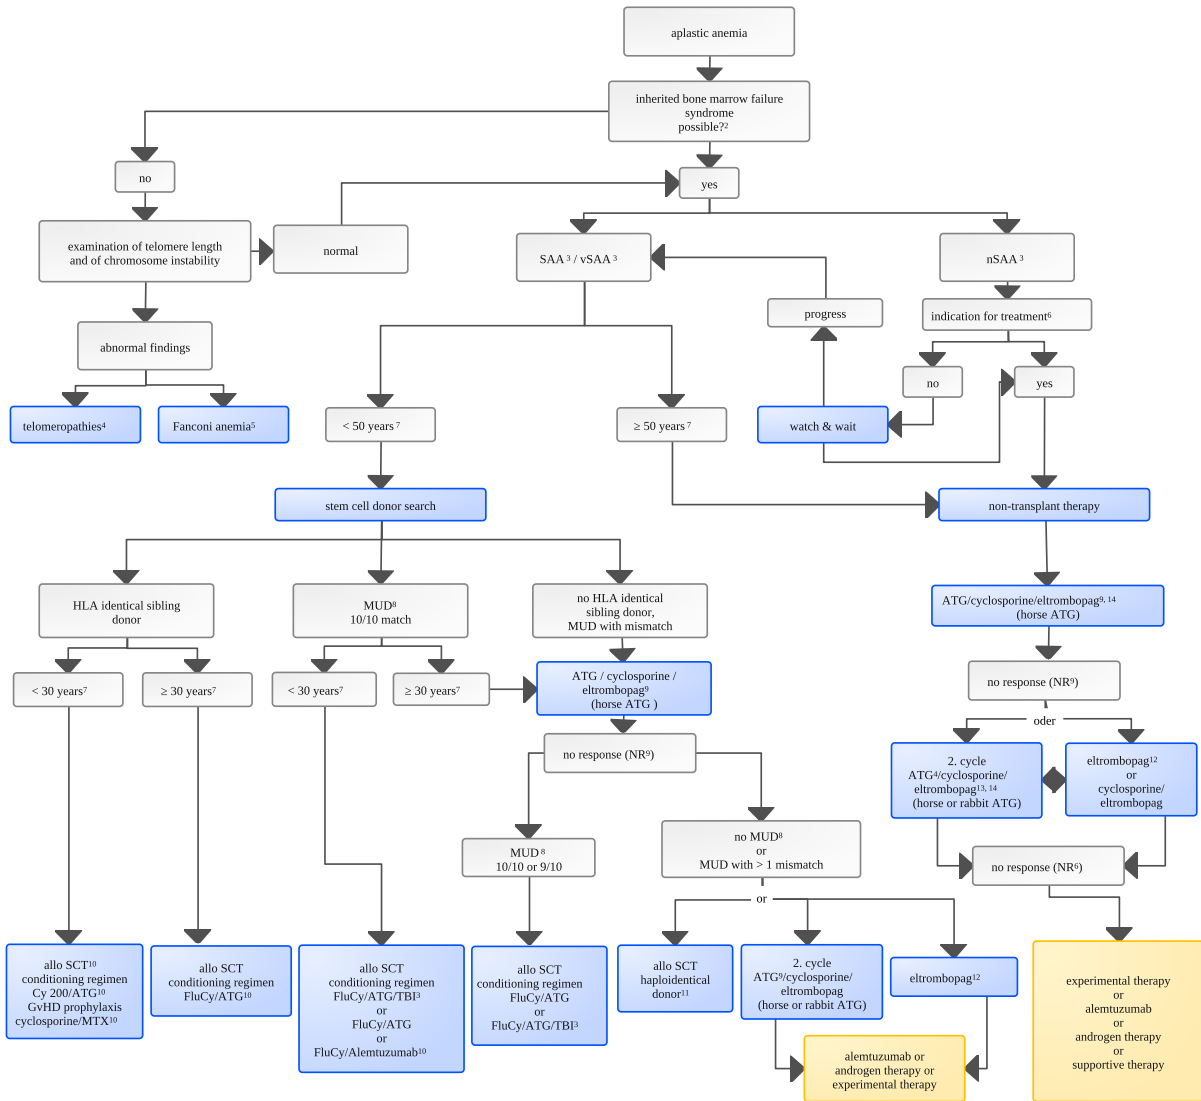 aplastic anemia
inherited bone marrow failure
syndrome
possible?²
no
yes
examination of telomere length
and of chromosome instability
normal
SAA ³ / vSAA ³
nSAA ³
progress
indication for treatment⁶
abnormal findings
no
yes
telomeropathies⁴
Fanconi anemia⁵
< 50 years ⁷
≥ 50 years ⁷
watch & wait
stem cell donor search
non-transplant therapy
HLA identical sibling
donor
MUD⁸
10/10 match
no HLA identical
sibling donor,
MUD with mismatch
ATG/cyclosporine/eltrombopag⁹, ¹⁴
(horse ATG)
< 30 years⁷
≥ 30 years⁷
< 30 years⁷
≥ 30 years⁷
ATG / cyclosporine /
eltrombopag⁹
(horse ATG )
no response (NR⁹)
oder
no response (NR⁹)
2. cycle
ATG⁴/cyclosporine/
eltrombopag¹³, ¹⁴
(horse or rabbit ATG)
eltrombopag¹²
or
cyclosporine/
eltrombopag
MUD ⁸
10/10 or 9/10
no MUD⁸
or
MUD with > 1 mismatch
no response (NR⁶)
or
allo SCT¹⁰
conditioning regimen
Cy 200/ATG¹⁰
GvHD prophylaxis
cyclosporine/MTX¹⁰
allo SCT
conditioning regimen
FluCy/ATG¹⁰
allo SCT
conditioning regimen
FluCy/ATG/TBI³
or
FluCy/ATG
or
FluCy/Alemtuzumab¹⁰
allo SCT
conditioning regimen
FluCy/ATG
or
FluCy/ATG/TBI³
allo SCT
haploidentical
donor¹¹
2. cycle
ATG⁹/cyclosporine/
eltrombopag
(horse or rabbit ATG)
eltrombopag¹²
experimental therapy
or
alemtuzumab
or
androgen therapy
or
supportive therapy
alemtuzumab or
androgen therapy or
experimental therapy